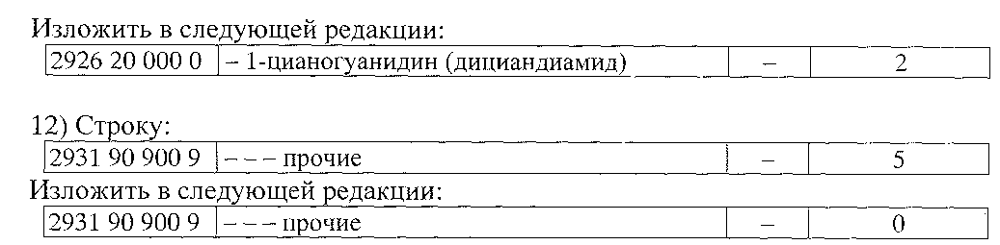 Изложить в следующей редакции:
2926 20 000 0 – 1-цианогуанидин (дициандиамид) – 2
12) Строку:
2931 90 900 9 – – – прочие – 5
Изложить в следующей редакции:
2931 90 900 9 – – – прочие – 0